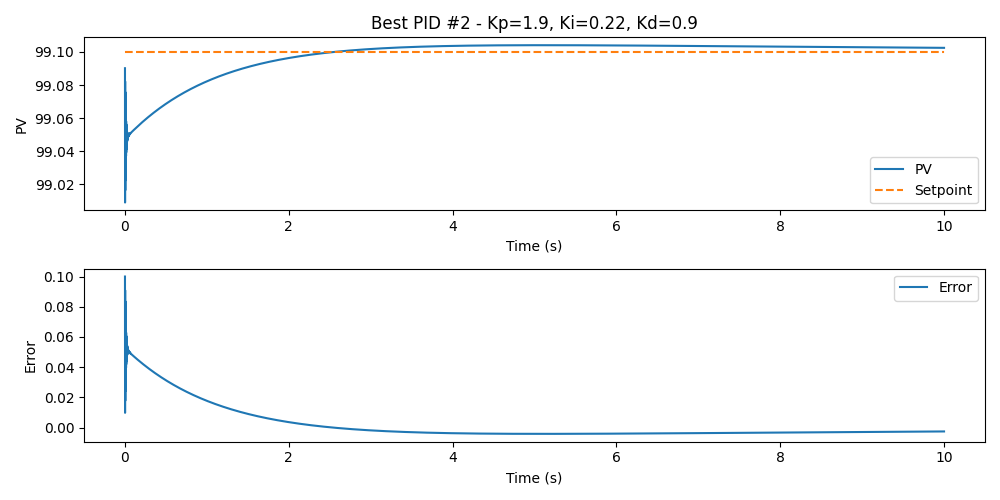 Best PID #2 - Kp=1.9, Ki=0.22, Kd=0.9
99.10
99.08
99.06
99.04
99.02
PV
PV
Setpoint
0 2 4 6 8 10
Time (s)
0.10
0.08
0.06
0.04
0.02
0.00
Error
Error
0 2 4 6 8 10
Time (s)